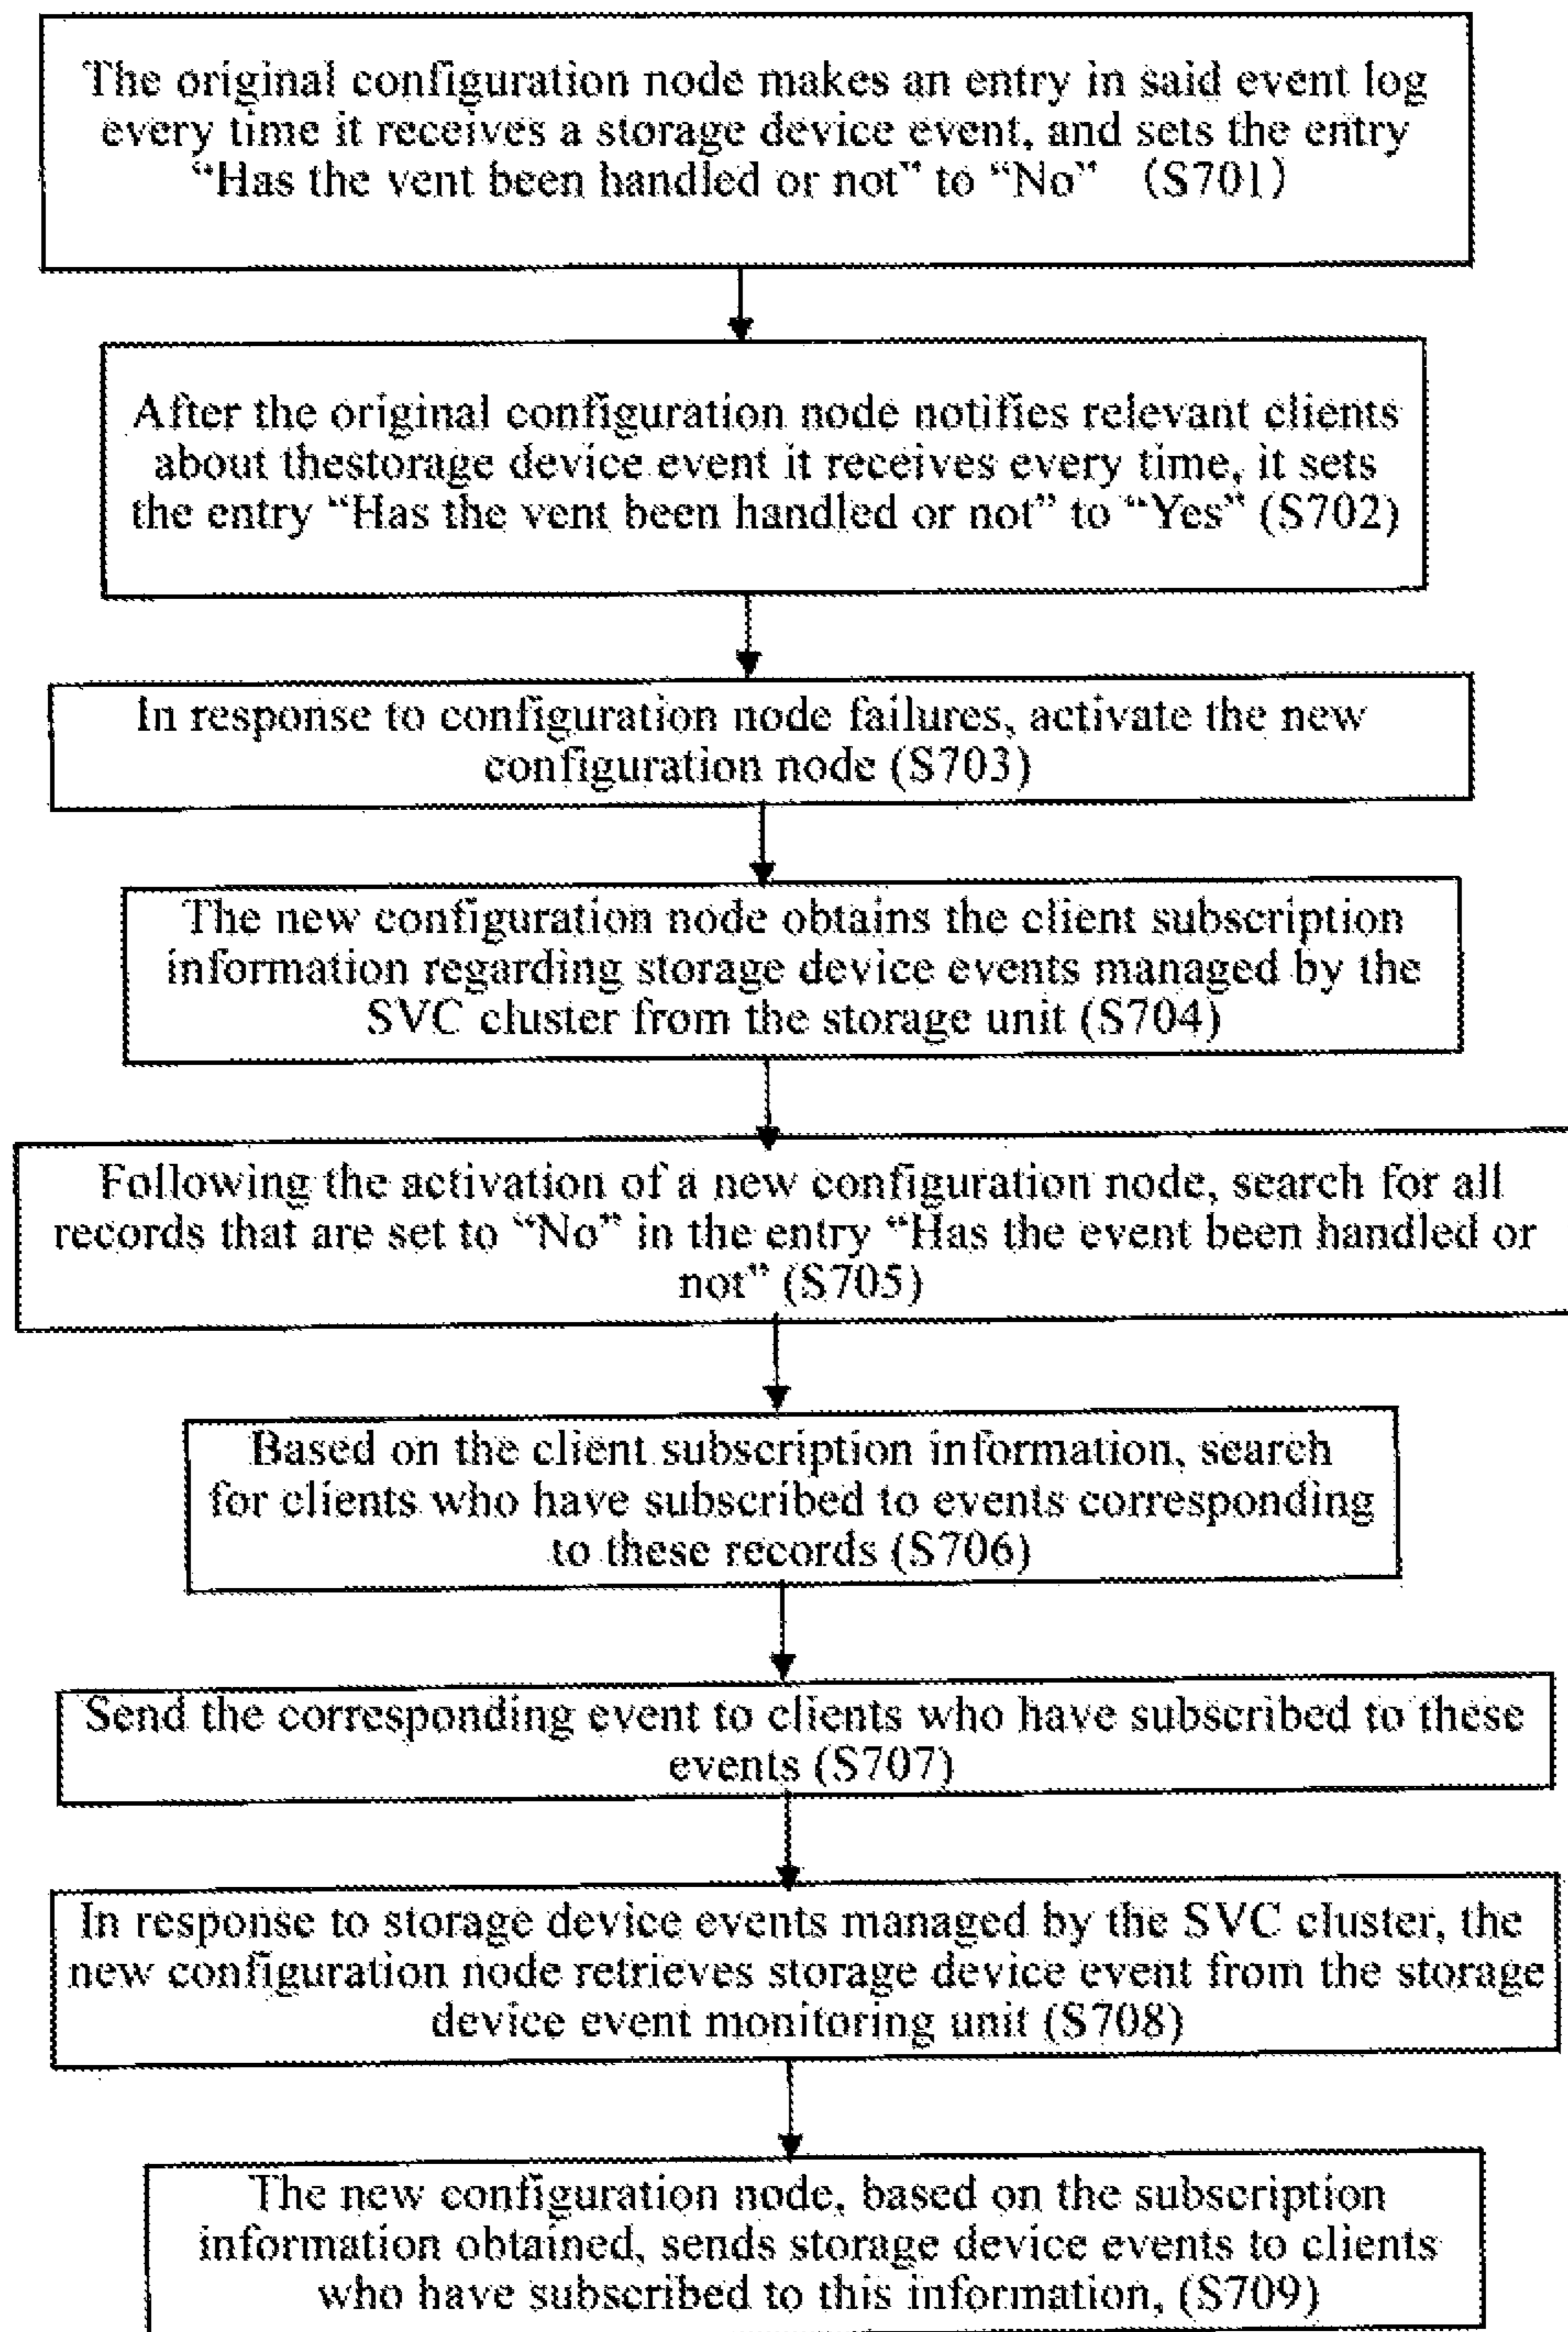 The original configuration node makes an entry in said event log
every time it receives a storage device event, and sets the entry
“Has the vent been handled or not” to “No” (S701)
After the original configuration node notifies relevant clients
about thestorage device event it receives every time, it sets
the entry “Has the vent been handled or not” to “Yes” (S702)
In response to configuration node failures, activate the new
configuration node (S703)
The new configuration node obtains the client subscription
information regarding storage device events managed by the
SVC cluster from the storage unit (S704)
Following the activation of a new configuration node, search for all
records that are set to “No” in the entry “Has the event been handled or
not” (S705)
Based on the client subscription information, search
for clients who have subscribed to events corresponding
to these records (S706)
Send the corresponding event to clients who have subscribed to these
events (S707)
In response to storage device events managed by the SVC cluster, the
new configuration node retrieves storage device event from the storage
device event monitoring unit (S708)
The new configuration node, based on the subscription
information obtained, sends storage device events to clients
who have subscribed to this information, (S709)